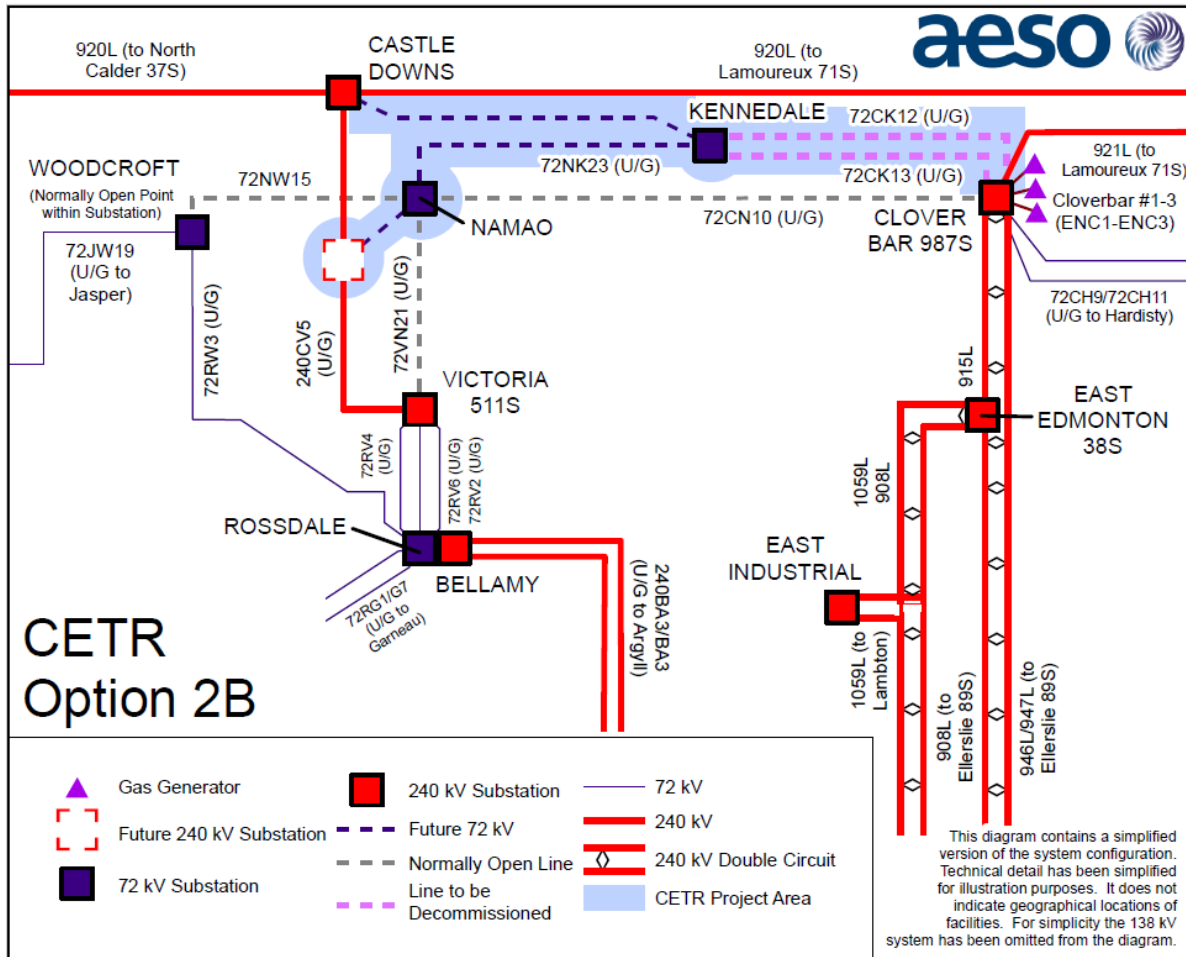 920L (to North
Calder 37S)
CASTLE
DOWNS
920L (to
Lamoureux 71S)
aeso
KENNEDALE
72CK12 (U/G)
921L (to
Lamoureux 71S)
WOODCROFT
(Normally Open Point
within Substation)
72NW15
72NK23 (U/G)
72CK13 (U/G)
Cloverbar #1-3
(ENC1-ENC3)
NAMAO
72CN10 (U/G)
CLOVER
BAR 987S
72JW19
(U/G to
Jasper)
72CH9/72CH11
(U/G to Hardisty)
72RW3 (U/G)
240CV5
(U/G)
72VN21 (U/G)
915L
VICTORIA
511S
EAST
EDMONTON
38S
72RV4
(U/G)
72RV6 (U/G)
72RV2 (U/G)
1059L
908L
ROSSDALE
BELLAMY
EAST
INDUSTRIAL
72RG1/G7
(U/G to
Garneau)
240BA3/BA3
(U/G to Argyll)
1059L (to
Lambton)
908L (to
Ellerslie 89S)
946L/947L (to
Ellerslie 89S)
CETR
Option 2B
Gas Generator
Future 240 kV Substation
72 kV Substation
240 kV Substation
Future 72 kV
Normally Open Line
Line to be
Decommissioned
72 kV
240 kV
240 kV Double Circuit
CETR Project Area
This diagram contains a simplified
version of the system configuration.
Technical detail has been simplified
for illustration purposes. It does not
indicate geographical locations of
facilities. For simplicity the 138 kV
system has been omitted from the diagram.